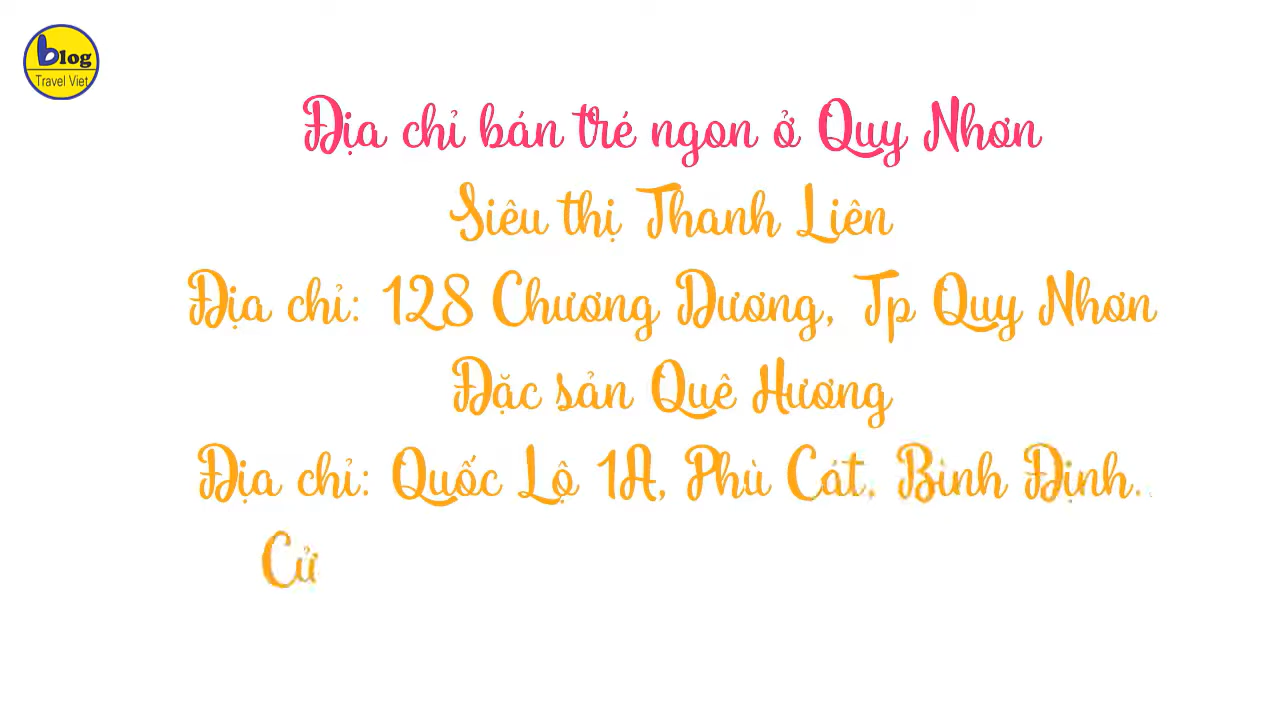 blog
Travel Viet
Địa chỉ bán tré ngon ở Quy Nhơn
Siêu thị Thanh Liên
Địa chỉ: 128 Chương Dương, Tp Quy Nhơn
Đặc sản Quê Hương
Địa chỉ: Quốc Lộ 1A, Phù Cát, Bình Định.
Cử